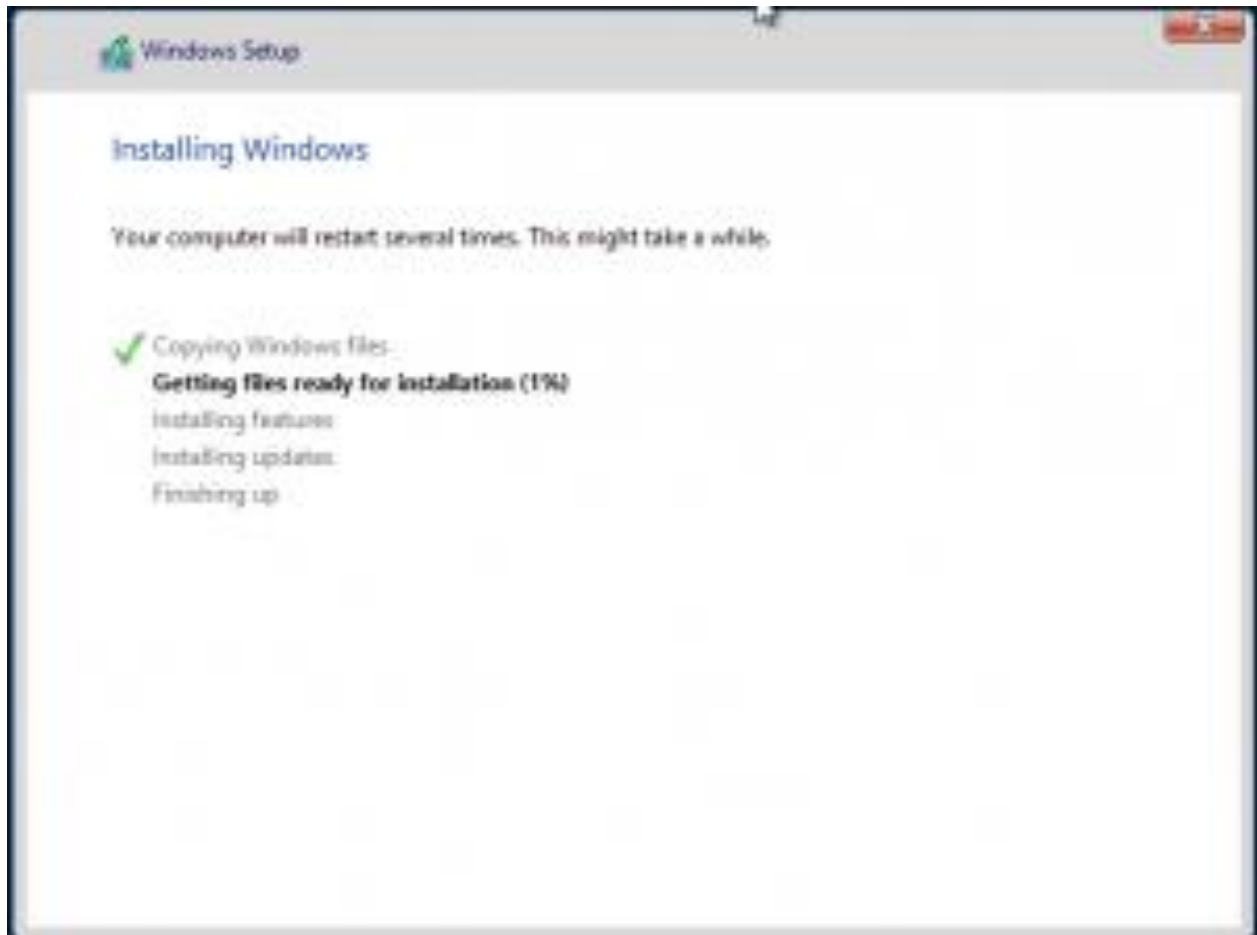 Windows Setup
Installing Windows
Your computer will restart several times. This might take a while.
Copying Windows files
Getting files ready for installation (1%)
Installing features
Installing updates
Finishing up